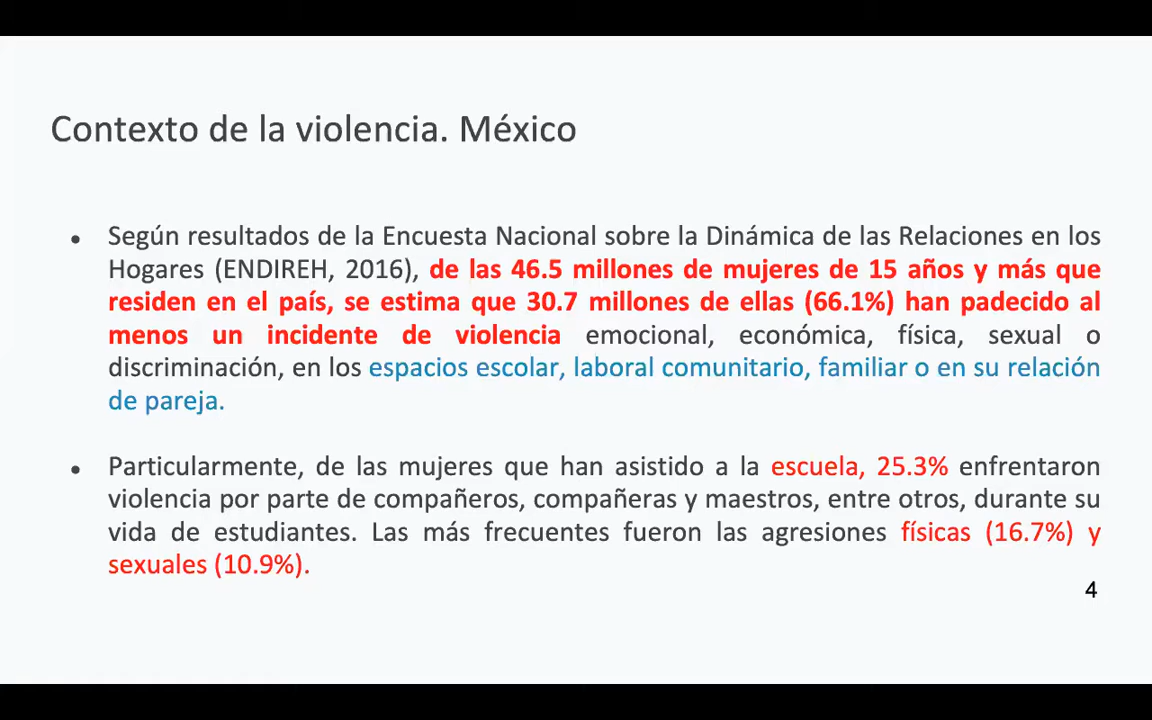 Contexto de la violencia. México
• Según resultados de la Encuesta Nacional sobre la Dinámica de las Relaciones en los
Hogares (ENDIREH, 2016), de las 46.5 millones de mujeres de 15 años y más que
residen en el país, se estima que 30.7 millones de ellas (66.1%) han padecido al
menos un incidente de violencia emocional, económica, física, sexual o
discriminación, en los espacios escolar, laboral comunitario, familiar o en su relación
de pareja.
• Particularmente, de las mujeres que han asistido a la escuela, 25.3% enfrentaron
violencia por parte de compañeros, compañeras y maestros, entre otros, durante su
vida de estudiantes. Las más frecuentes fueron las agresiones físicas (16.7%) y
sexuales (10.9%).
4